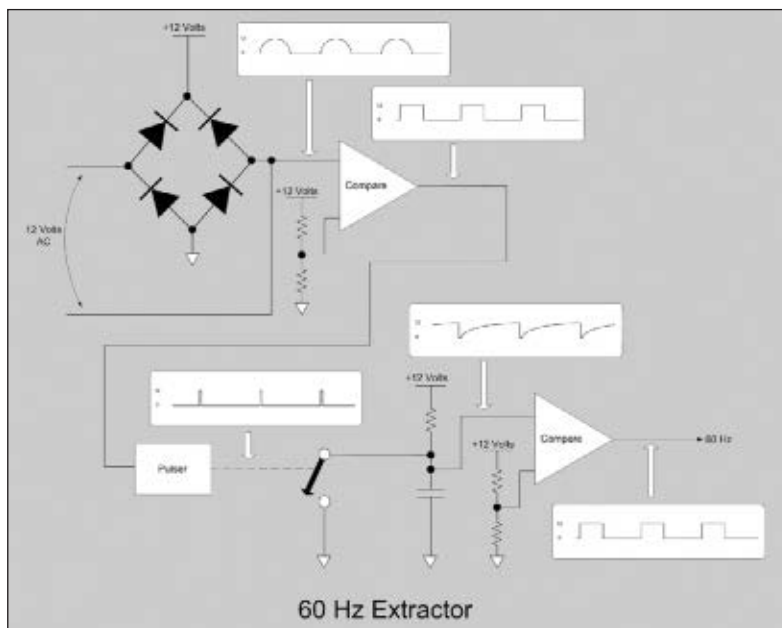 +12 Volts
Compare
+12 Volts
12 Volts
AC
+12 Volts
Pulser
+12 Volts
Compare
60 Hz
60 Hz Extractor